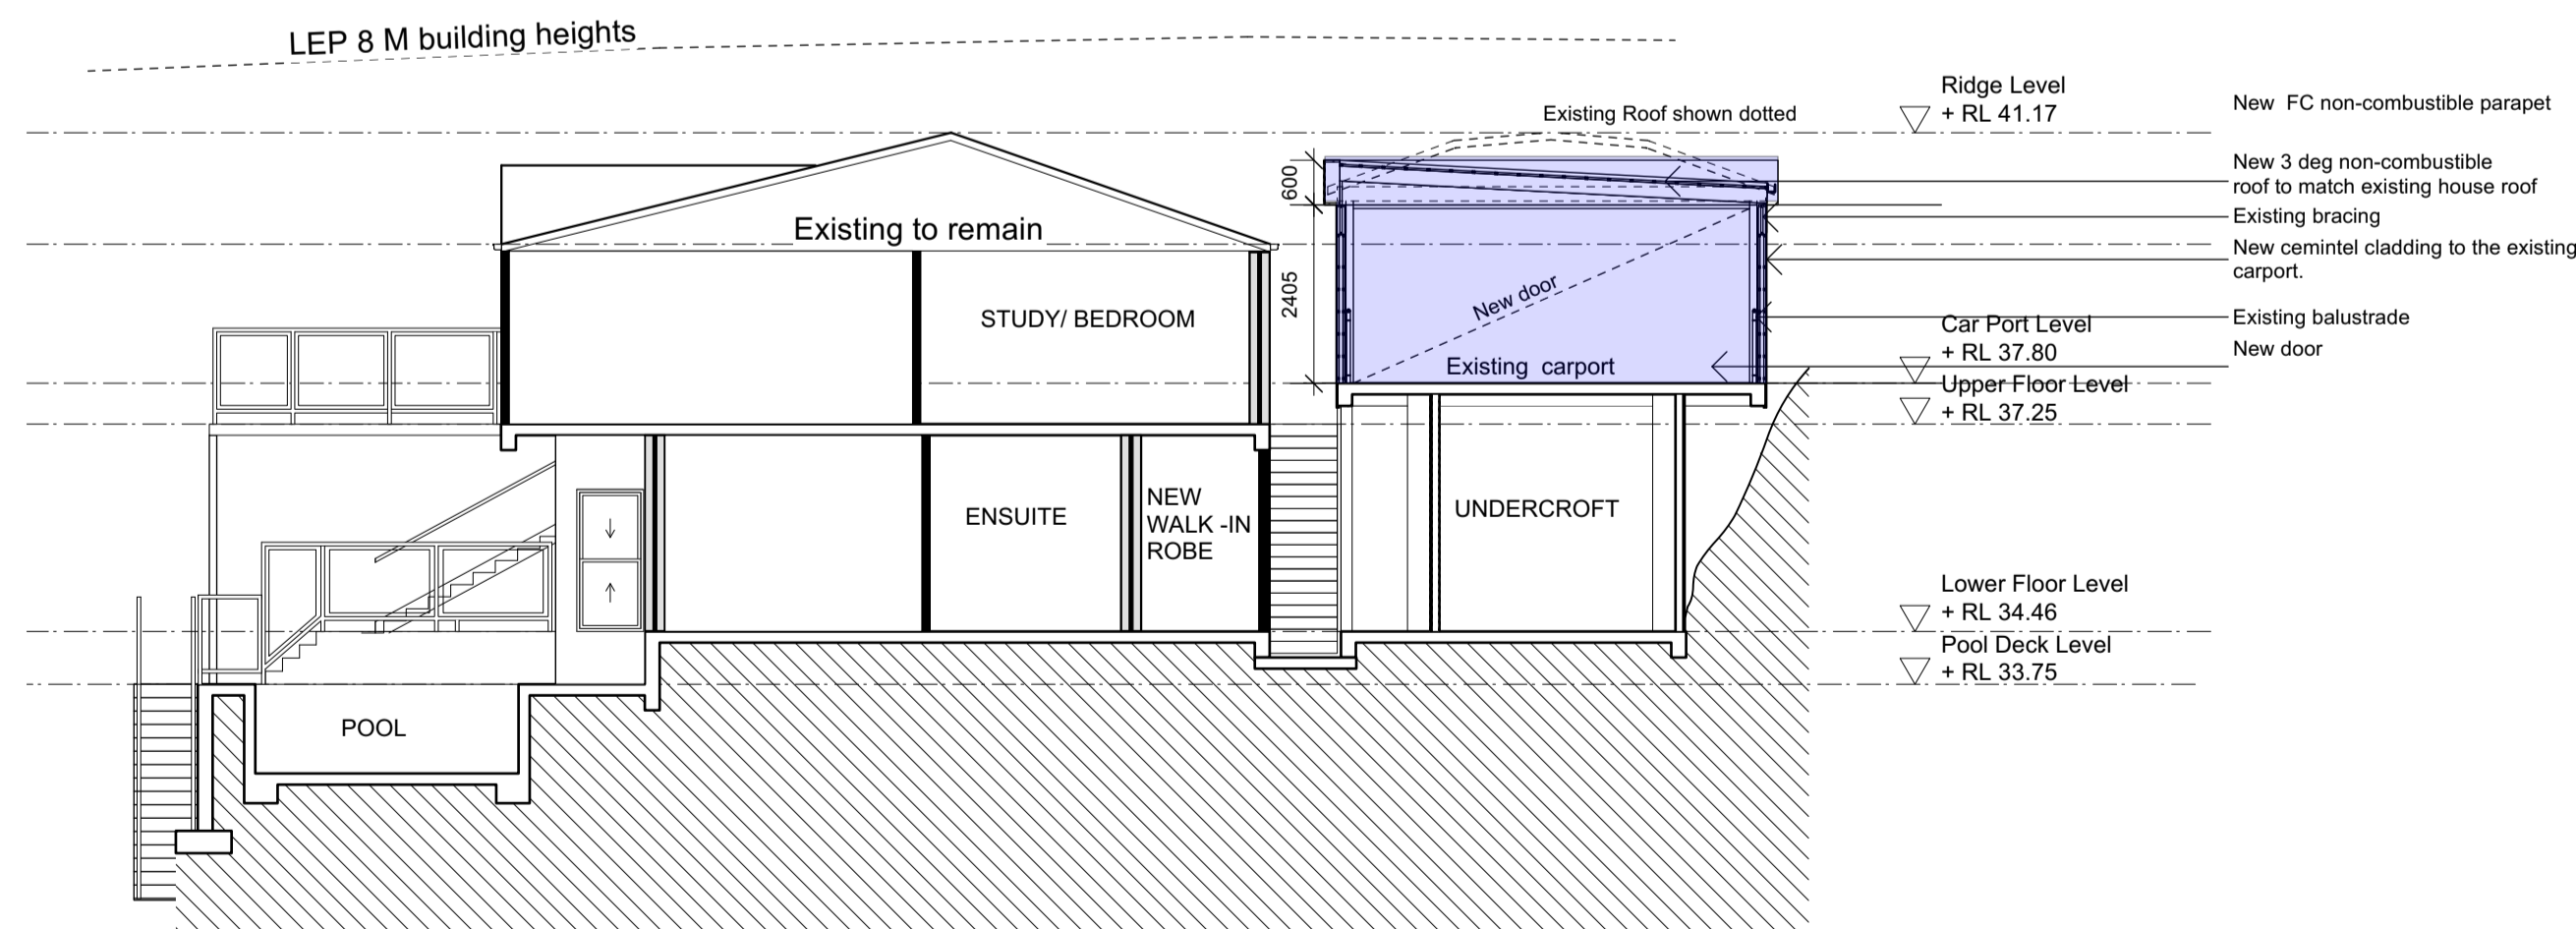 LEP 8 M building heights
Ridge Level
+ RL 41.17
Existing Roof shown dotted
New  FC non-combustible parapet
New 3 deg non-combustible
roof to match existing house roof
600
Existing bracing
Existing to remain
New cemintel cladding to the existing
carport.
2405
New door
STUDY/ BEDROOM
Existing balustrade
Car Port Level
+ RL 37.80
New door
Existing  carport
Upper Floor Level
+ RL 37.25
NEW
WALK -IN
ROBE
ENSUITE
UNDERCROFT
Lower Floor Level
+ RL 34.46
Pool Deck Level
+ RL 33.75
POOL